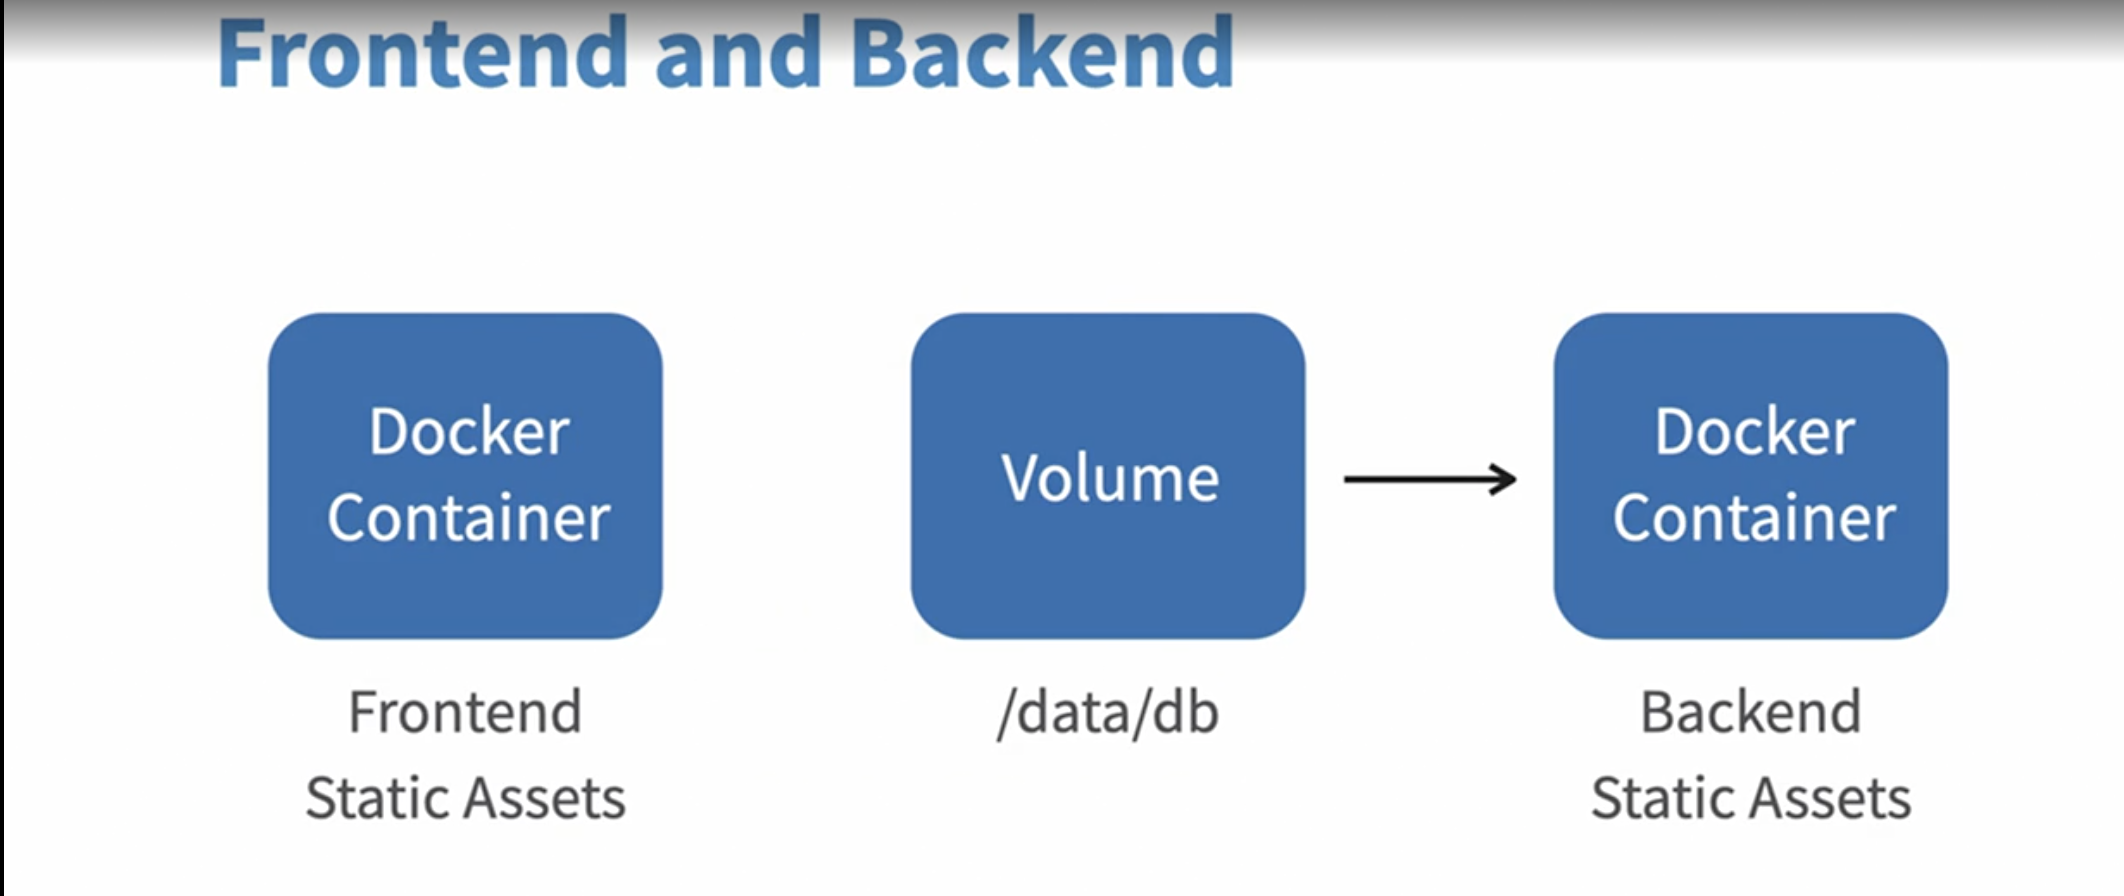 Frontend and Backend
Docker
Container
Frontend
Static Assets
Volume
/data/db
Docker
Container
Backend
Static Assets